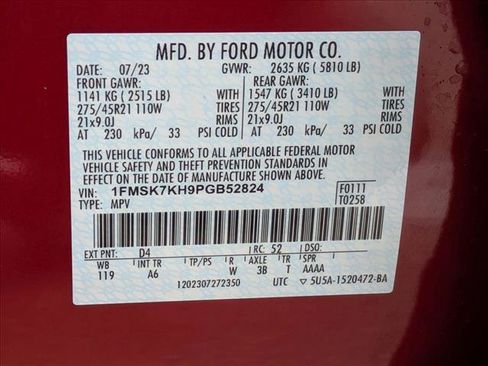 MFD. BY FORD MOTOR CO.
DATE: 07/23 GVWR: 2635 KG ( 5810 LB)
FRONT GAWR: REAR GAWR:
1141 KG ( 2515 LB) WITH 1547 KG ( 3410 LB) WITH
275/45R21 110W TIRES 275/45R21 110W TIRES
21x9.0J RIMS 21x9.0J RIMS
AT 230 kPa/ 33 PSI COLD AT 230 kPa/ 33 PSI COLD
THIS VEHICLE CONFORMS TO ALL APPLICABLE FEDERAL MOTOR
VEHICLE SAFETY AND THEFT PREVENTION STANDARDS IN EFFECT ON
THE DATE OF MANUFACTURE SHOWN ABOVE.
VIN: 1FMSK7KH9PGB52824 F0111
TYPE: MPV T0258
EXT PNT: D4 RC: 52 DSO:
WB INT TR R AXLE TR
119 A6 W 3B T AAAA
1202307272350 UTC ▽ 5U5A-1520472-BA